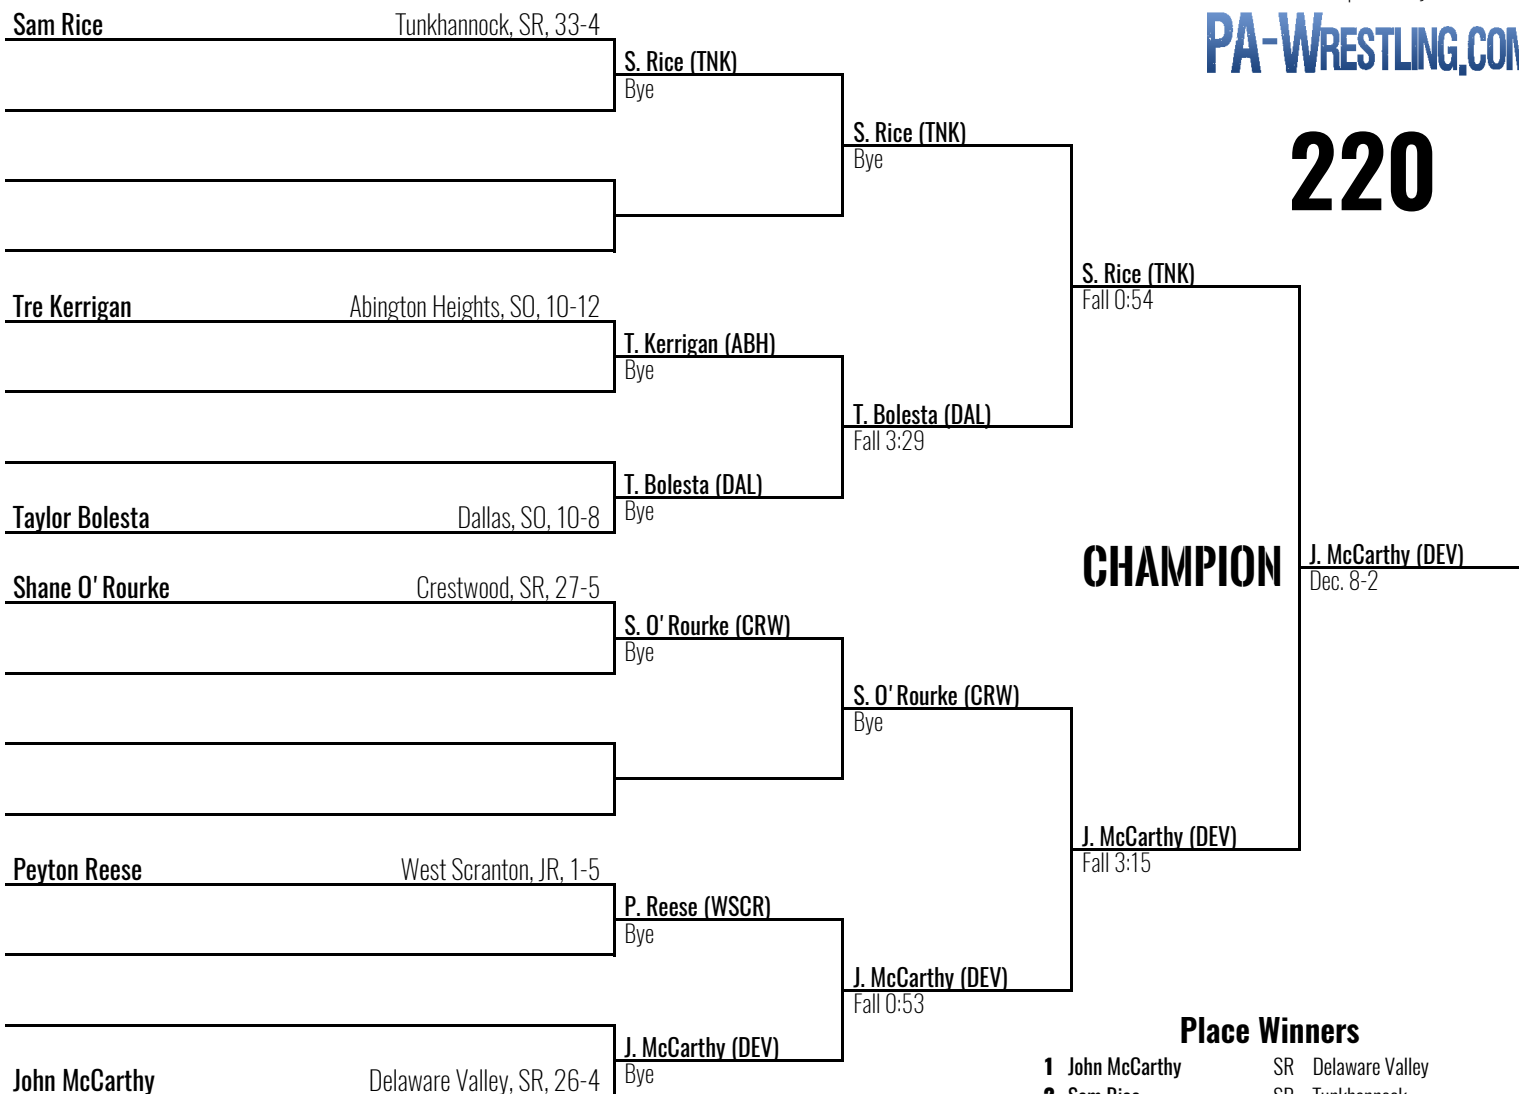 Sam Rice Tunkhannock, SR, 33-4
S. Rice (TNK)
Bye
S. Rice (TNK)
Bye
PA-WRESTLING.COM
220
S. Rice (TNK)
Fall 0:54
Tre Kerrigan Abington Heights, SO, 10-12
T. Kerrigan (ABH)
Bye
T. Bolesta (DAL)
Fall 3:29
T. Bolesta (DAL)
Bye
Taylor Bolesta Dallas, SO, 10-8
CHAMPION
J. McCarthy (DEV)
Dec. 8-2
Shane O'Rourke Crestwood, SR, 27-5
S. O'Rourke (CRW)
Bye
S. O'Rourke (CRW)
Bye
J. McCarthy (DEV)
Fall 3:15
Peyton Reese West Scranton, JR, 1-5
P. Reese (WSCR)
Bye
J. McCarthy (DEV)
Fall 0:53
J. McCarthy (DEV)
Bye
John McCarthy Delaware Valley, SR, 26-4
Place Winners
1 John McCarthy SR Delaware Valley
2 Sam Rice SR Tunkhannock